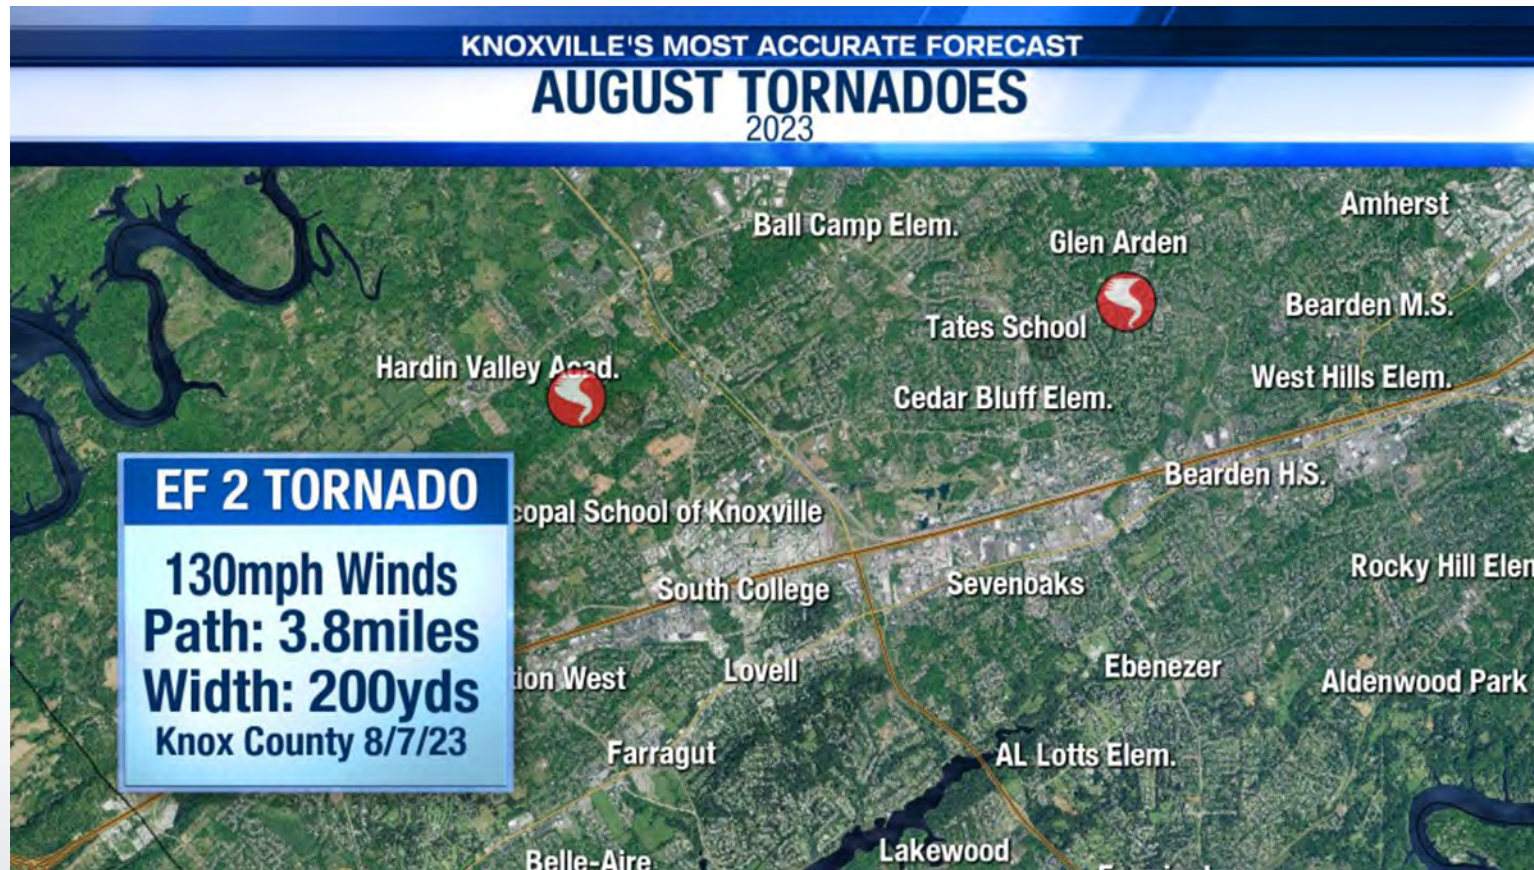 KNOXVILLE'S MOST ACCURATE FORECAST
AUGUST TORNADOES
2023
Amherst
Ball Camp Elem.
Glen Arden
Bearden M.S.
Tates School
Hardin Valley Acad.
West Hills Elem.
Cedar Bluff Elem.
Bearden H.S.
EF 2 TORNADO
130mph Winds
Path: 3.8miles
Width: 200yds
Knox County 8/7/23
copal School of Knoxville
Rocky Hill Elem
South College
Sevenoaks
tion West
Lovell
Ebenezer
Aldenwood Park
Farragut
AL Lotts Elem.
Belle-Aire
Lakewood